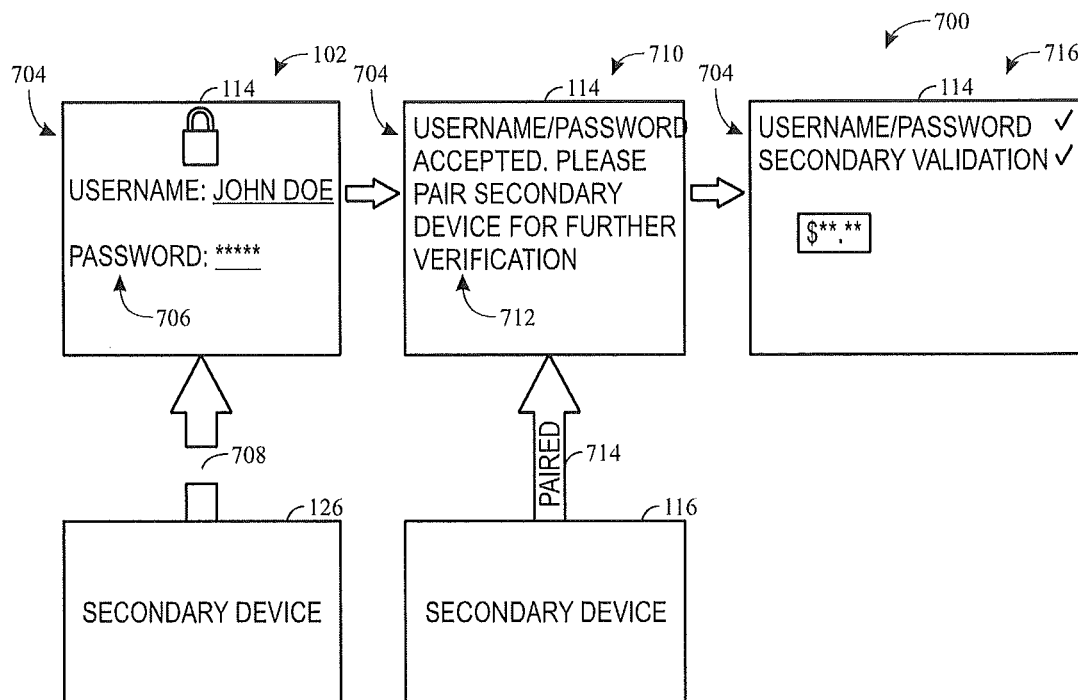 700
102
710
716
704
114
704
114
704
114
USERNAME: JOHN DOE
PASSWORD: *****
706
USERNAME/PASSWORD
ACCEPTED. PLEASE
PAIR SECONDARY
DEVICE FOR FURTHER
VERIFICATION
712
USERNAME/PASSWORD ✓
SECONDARY VALIDATION ✓
$**.**
708
PAIRED
714
126
116
SECONDARY DEVICE
SECONDARY DEVICE